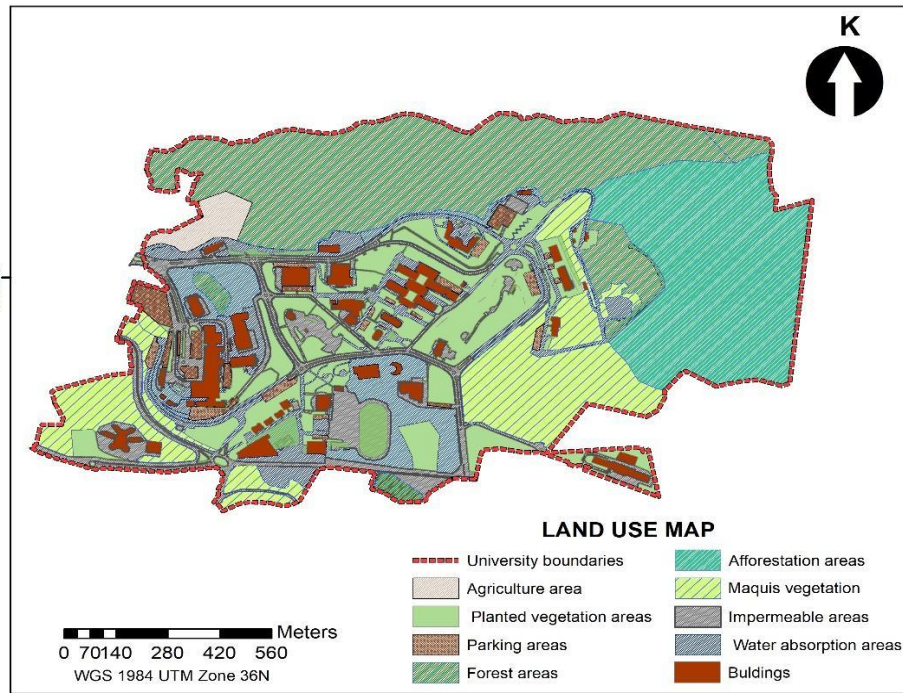 K
LAND USE MAP
University boundaries
Agriculture area
Planted vegetation areas
Parking areas
Forest areas
Afforestation areas
Maquis vegetation
Impermeable areas
Water absorption areas
Buldings
Meters
0 70140 280 420 560
WGS 1984 UTM Zone 36N